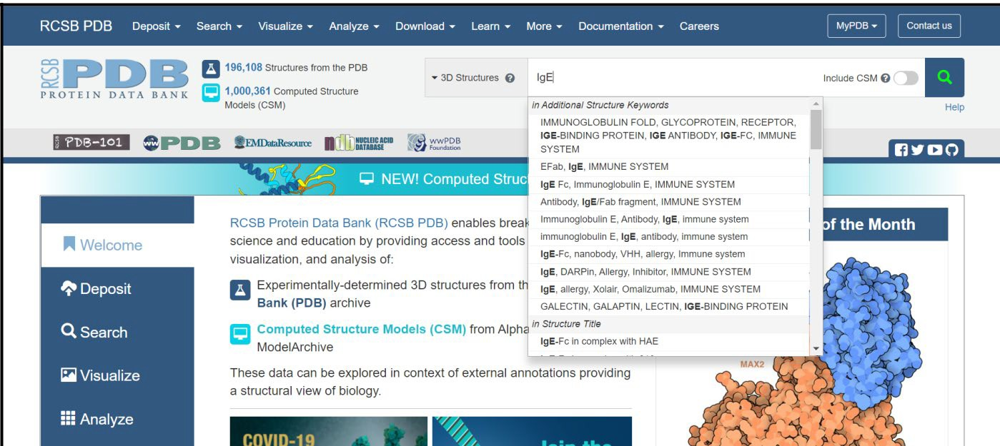 RCSB PDB Deposit Search Visualize Analyze Download Learn More Documentation Careers MyPDB Contact us
RCSB PDB
PROTEIN DATA BANK
196,108 Structures from the PDB
1,000,361 Computed Structure
Models (CSM)
3D Structures ? IgE Include CSM ?
Help
RCSB PDB-101 PDB EMDataResource ndb NUCLEIC ACID
DATABASE
wwPDB
Foundation
in Additional Structure Keywords
IMMUNOGLOBULIN FOLD, GLYCOPROTEIN, RECEPTOR,
IGE-BINDING PROTEIN, IGE ANTIBODY, IGE-FC, IMMUNE
SYSTEM
EFab, IgE, IMMUNE SYSTEM
IgE Fc, Immunoglobulin E, IMMUNE SYSTEM
Antibody, IgE/Fab fragment, IMMUNE SYSTEM
Immunoglobulin E, Antibody, IgE, immune system
immunoglobulin E, IgE, antibody, immune system
IgE-Fc, nanobody, VHH, allergy, Immune system
IgE, DARPin, Allergy, Inhibitor, IMMUNE SYSTEM
IgE, allergy, Xolair, Omalizumab, IMMUNE SYSTEM
GALECTIN, GALAPTIN, LECTIN, IGE-BINDING PROTEIN
in Structure Title
IgE-Fc in complex with HAE
NEW! Computed Struc
Welcome
Deposit
Search
Visualize
Analyze
RCSB Protein Data Bank (RCSB PDB) enables break
science and education by providing access and tools
visualization, and analysis of:
Experimentally-determined 3D structures from th
Bank (PDB) archive
Computed Structure Models (CSM) from Alpha
ModelArchive
These data can be explored in context of external annotations providing
a structural view of biology.
COVID-19
Join the
of the Month
MAX2